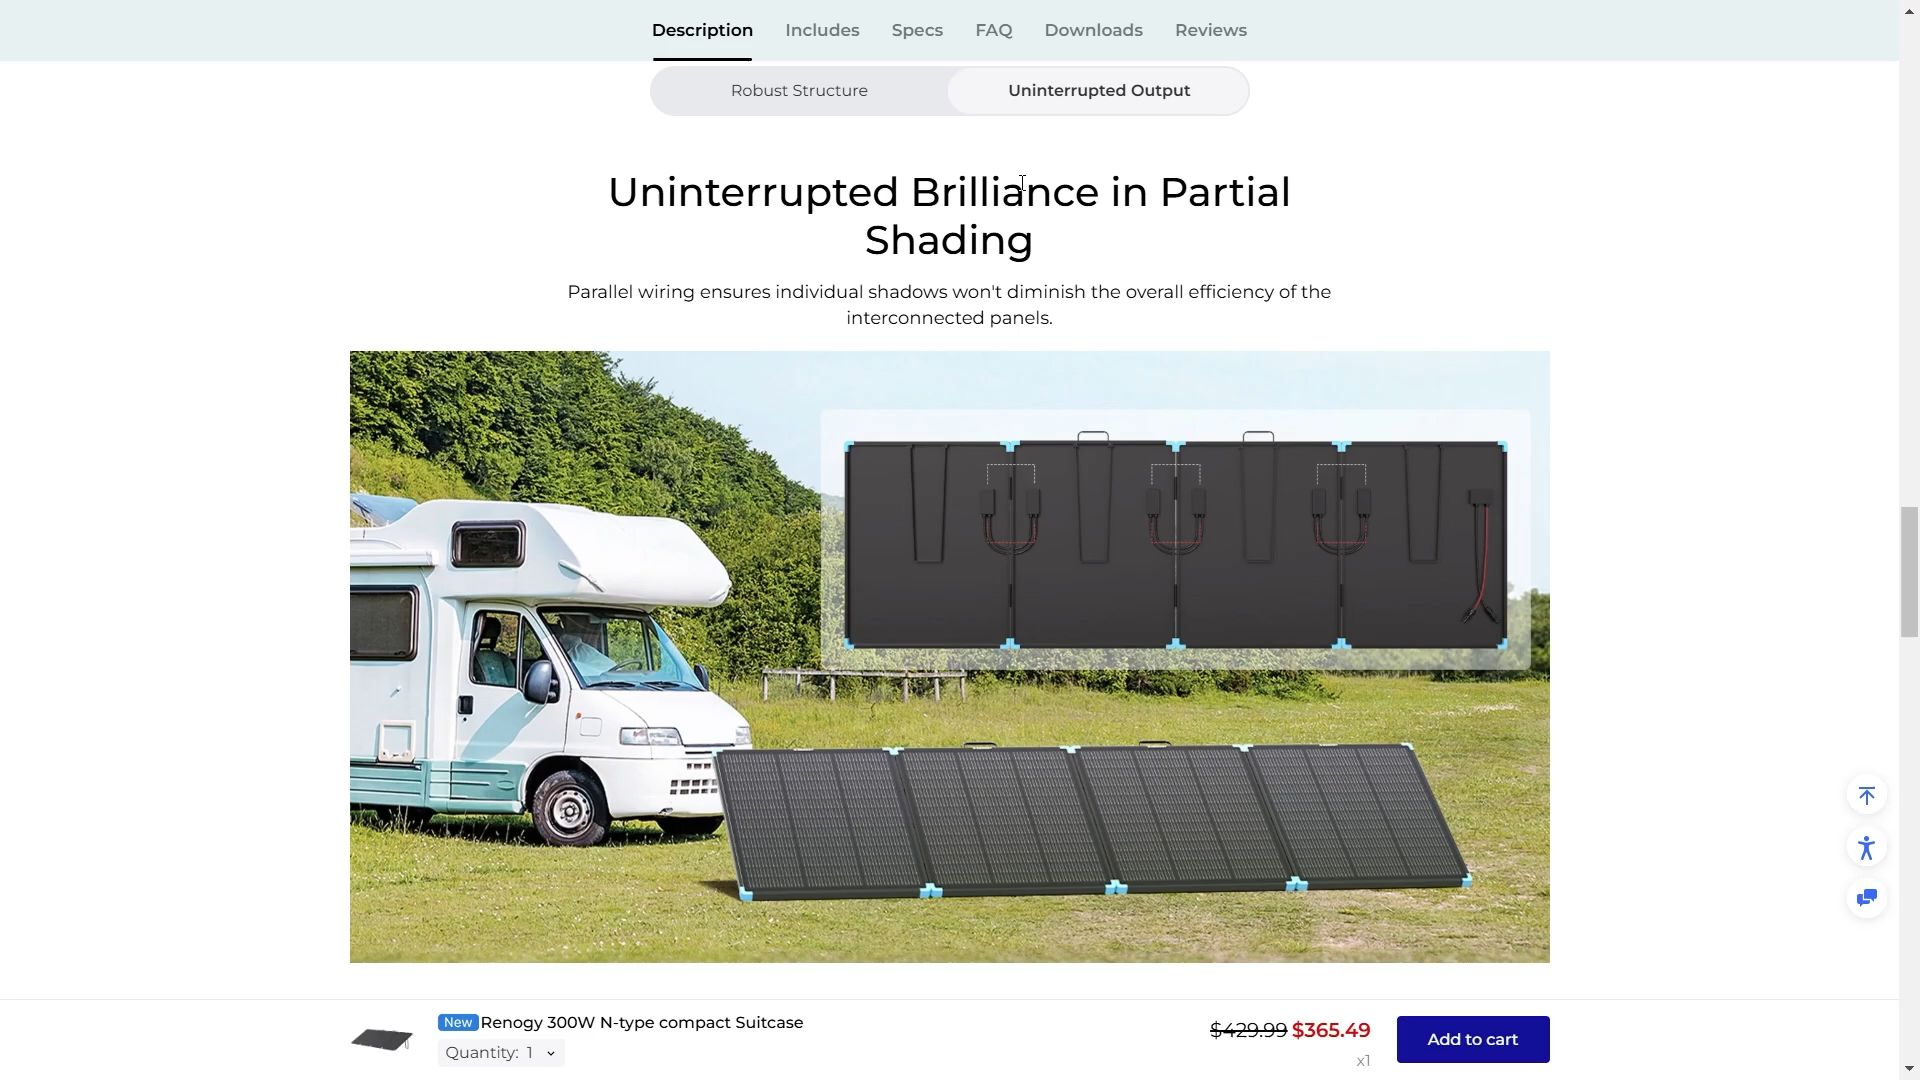 Description Includes Specs FAQ Downloads Reviews
Robust Structure Uninterrupted Output
Uninterrupted Brilliance in Partial
Shading
Parallel wiring ensures individual shadows won't diminish the overall efficiency of the
interconnected panels.
New Renogy 300W N-type compact Suitcase
Quantity: 1
$429.99 $365.49
x1
Add to cart